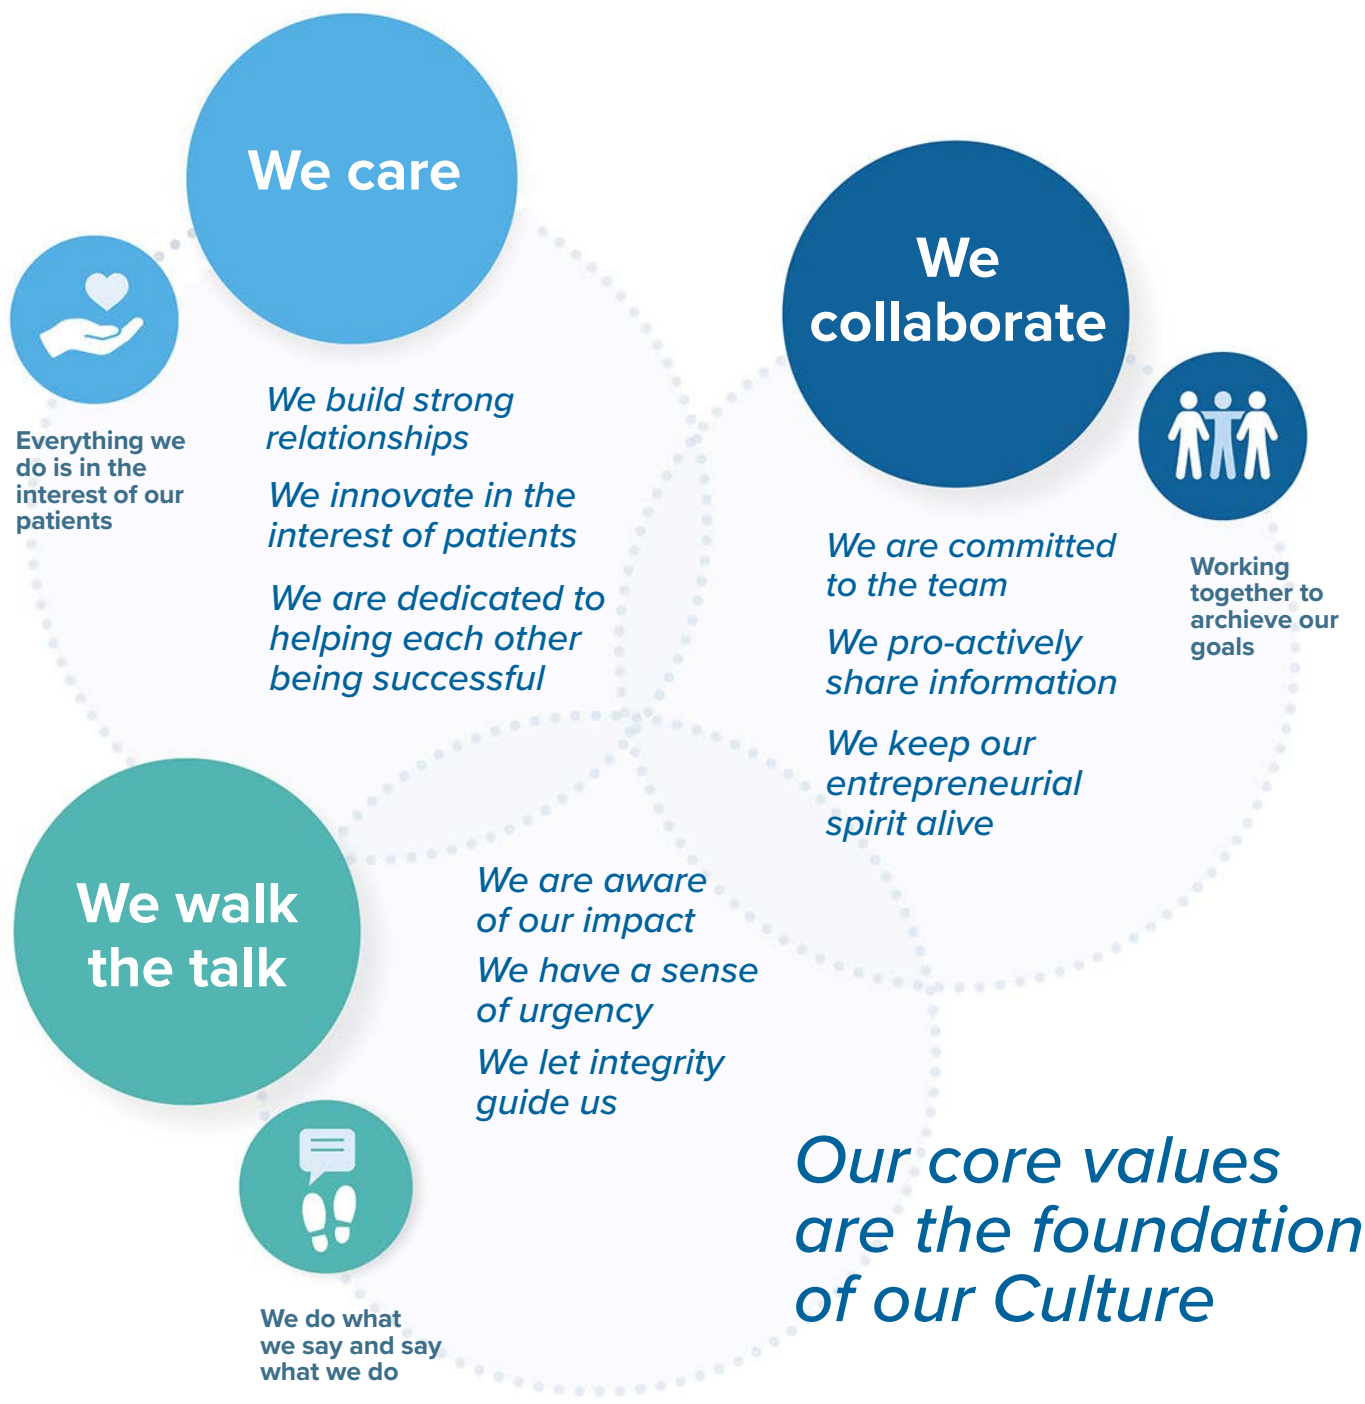 We care
Everything we
do is in the
interest of our
patients
We build strong
relationships
We innovate in the
interest of patients
We are dedicated to
helping each other
being successful
We
collaborate
Working
together to
archieve our
goals
We are committed
to the team
We pro-actively
share information
We keep our
entrepreneurial
spirit alive
We walk
the talk
We are aware
of our impact
We have a sense
of urgency
We let integrity
guide us
We do what
we say and say
what we do
Our core values
are the foundation
of our Culture